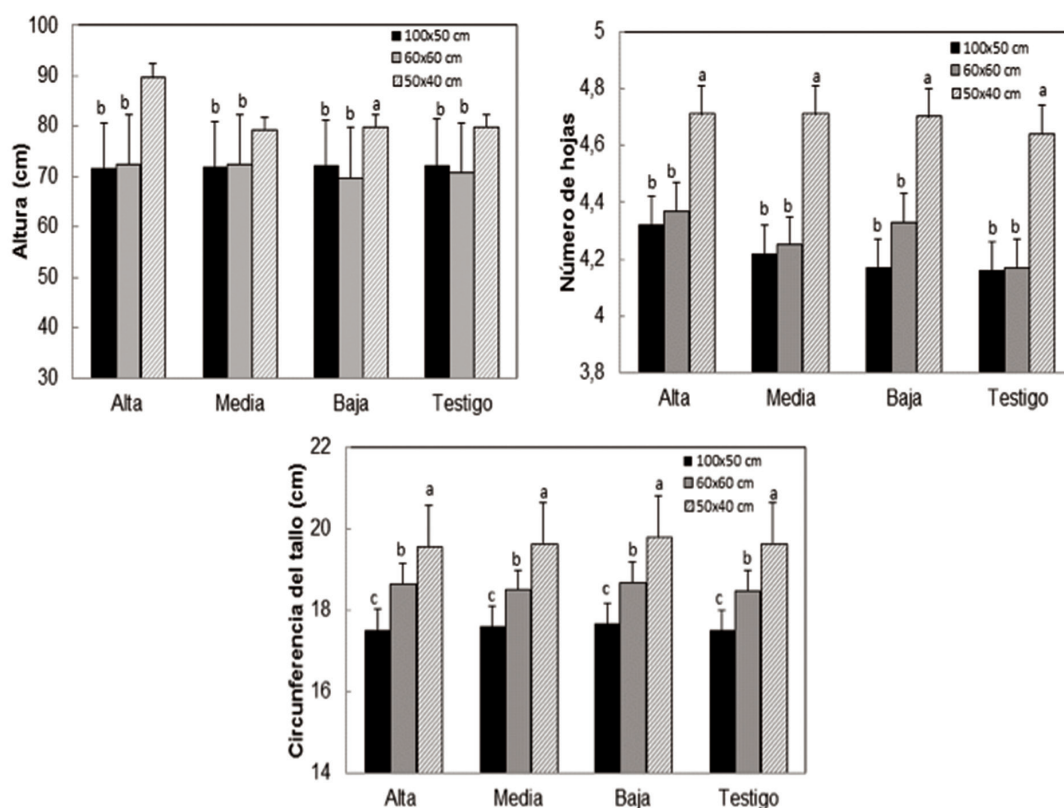 100
90
80
70
60
50
40
30
Altura (cm)
100x50 cm
60x60 cm
50x40 cm
b b
b b
b b a
b b
Alta Media Baja Testigo
5
4,8
4,6
4,4
4,2
4
3,8
Número de hojas
100x50 cm
60x60 cm
50x40 cm
b b a
b b a
b b a
b b a
Alta Media Baja Testigo
22
20
18
16
14
Circunferencia del tallo (cm)
100x50 cm
60x60 cm
50x40 cm
c b a
c b a
c b a
c b a
Alta Media Baja Testigo